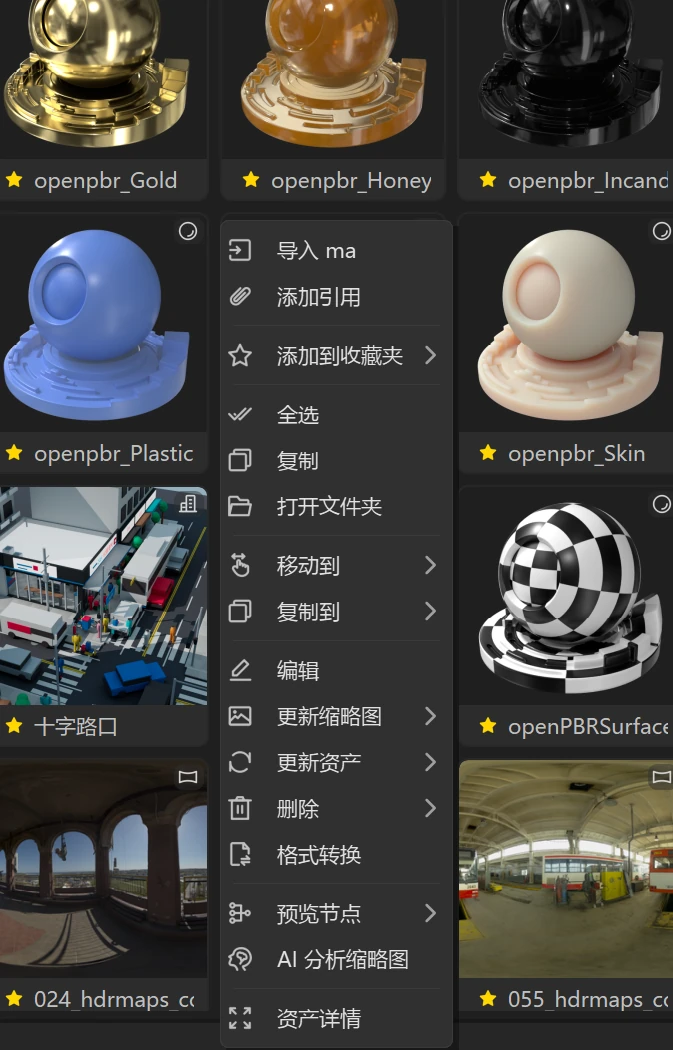 openpbr_Gold
openpbr_Honey
openpbr_Incand
导入 ma
添加引用
添加到收藏夹
全选
复制
打开文件夹
移动到
复制到
编辑
更新缩略图
更新资产
删除
格式转换
预览节点
AI 分析缩略图
资产详情
openpbr_Plastic
openpbr_Skin
十字路口
openPBRSurface
024_hdrmaps_cc
055_hdrmaps_cc